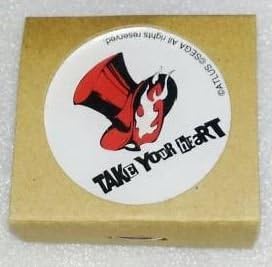 ©ATLUS ©SEGA All rights reserved.
TAKE YOUR HeART